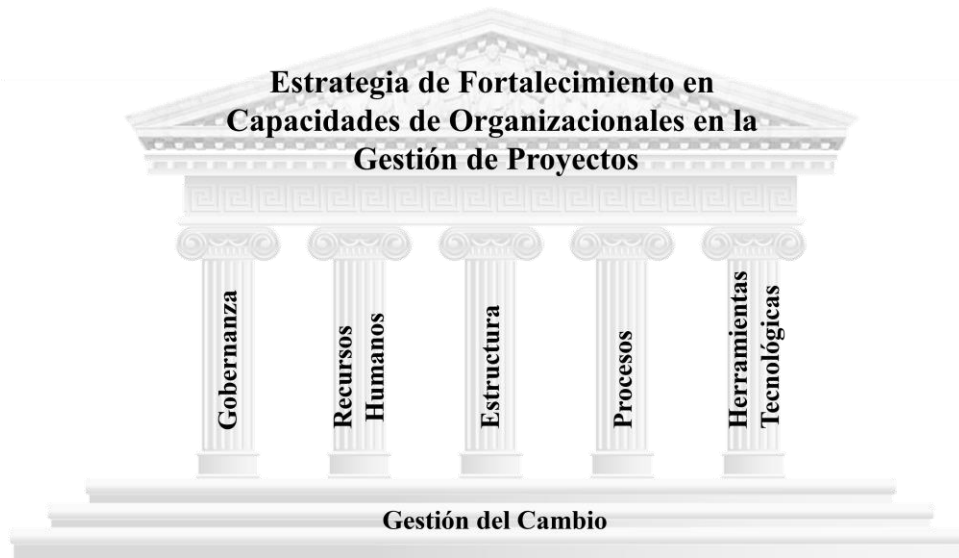 Estrategia de Fortalecimiento en
Capacidades de Organizacionales en la
Gestión de Proyectos
Gobernanza
Recursos
Humanos
Estructura
Procesos
Herramientas
Tecnológicas
Gestión del Cambio